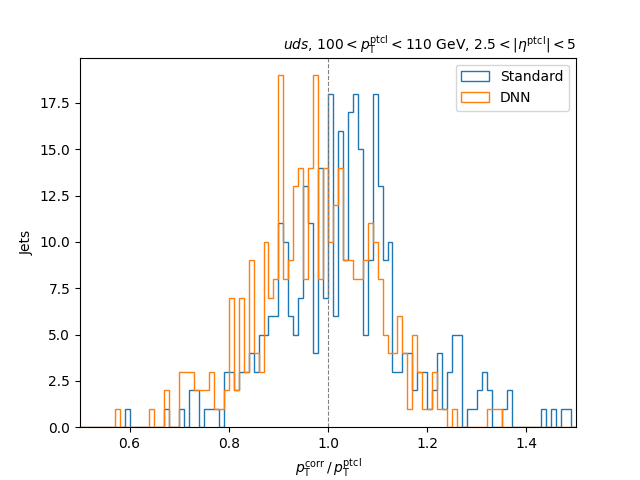 uds, 100 < p_T^ptcl < 110 GeV, 2.5 < |η^ptcl| < 5
Standard
DNN
17.5
15.0
12.5
10.0
7.5
5.0
2.5
0.0
Jets
0.6 0.8 1.0 1.2 1.4
p_T^corr / p_T^ptcl